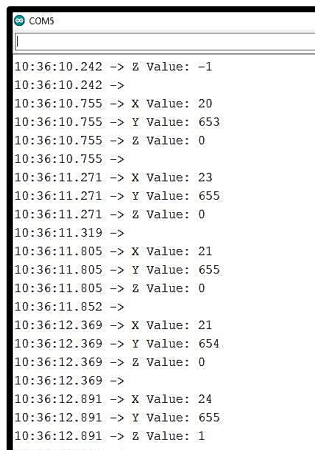 COM5
10:36:10.242 -> Z Value: -1
10:36:10.242 ->
10:36:10.755 -> X Value: 20
10:36:10.755 -> Y Value: 653
10:36:10.755 -> Z Value: 0
10:36:10.755 ->
10:36:11.271 -> X Value: 23
10:36:11.271 -> Y Value: 655
10:36:11.271 -> Z Value: 0
10:36:11.319 ->
10:36:11.805 -> X Value: 21
10:36:11.805 -> Y Value: 655
10:36:11.805 -> Z Value: 0
10:36:11.852 ->
10:36:12.369 -> X Value: 21
10:36:12.369 -> Y Value: 654
10:36:12.369 -> Z Value: 0
10:36:12.369 ->
10:36:12.891 -> X Value: 24
10:36:12.891 -> Y Value: 655
10:36:12.891 -> Z Value: 1